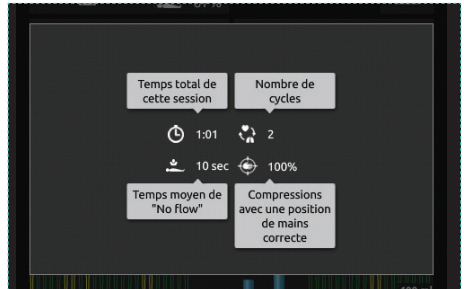 61%
Temps total de
cette session
Nombre de
cycles
1:01
2
10 sec
100%
Temps moyen de
"No flow"
Compressions
avec une position
de mains
correcte